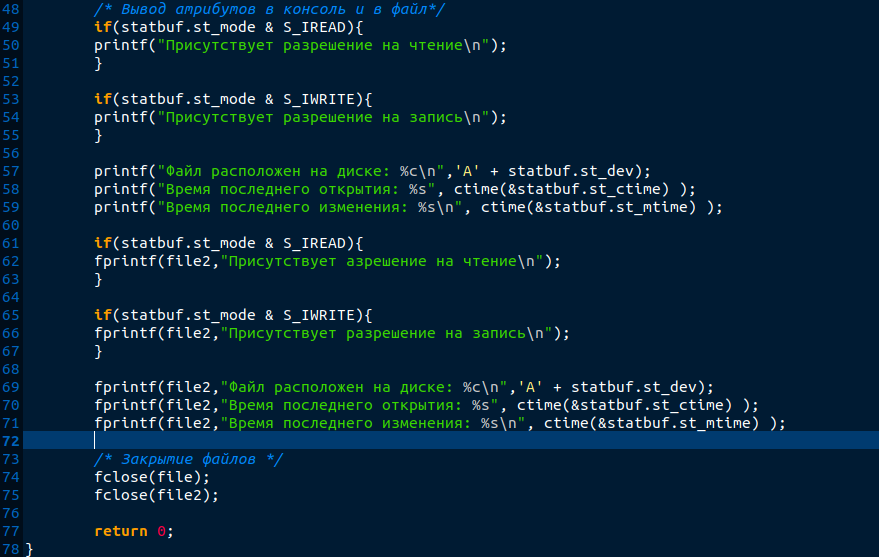 48 /* Вывод атрибутов в консоль и в файл*/
49 if(statbuf.st_mode & S_IREAD){
50 printf("Присутствует разрешение на чтение\n");
51 }
52
53 if(statbuf.st_mode & S_IWRITE){
54 printf("Присутствует разрешение на запись\n");
55 }
56
57 printf("Файл расположен на диске: %c\n",'A' + statbuf.st_dev);
58 printf("Время последнего открытия: %s", ctime(&statbuf.st_ctime) );
59 printf("Время последнего изменения: %s\n", ctime(&statbuf.st_mtime) );
60
61 if(statbuf.st_mode & S_IREAD){
62 fprintf(file2,"Присутствует азрешение на чтение\n");
63 }
64
65 if(statbuf.st_mode & S_IWRITE){
66 fprintf(file2,"Присутствует разрешение на запись\n");
67 }
68
69 fprintf(file2,"Файл расположен на диске: %c\n",'A' + statbuf.st_dev);
70 fprintf(file2,"Время последнего открытия: %s", ctime(&statbuf.st_ctime) );
71 fprintf(file2,"Время последнего изменения: %s\n", ctime(&statbuf.st_mtime) );
72
73 /* Закрытие файлов */
74 fclose(file);
75 fclose(file2);
76
77 return 0;
78 }